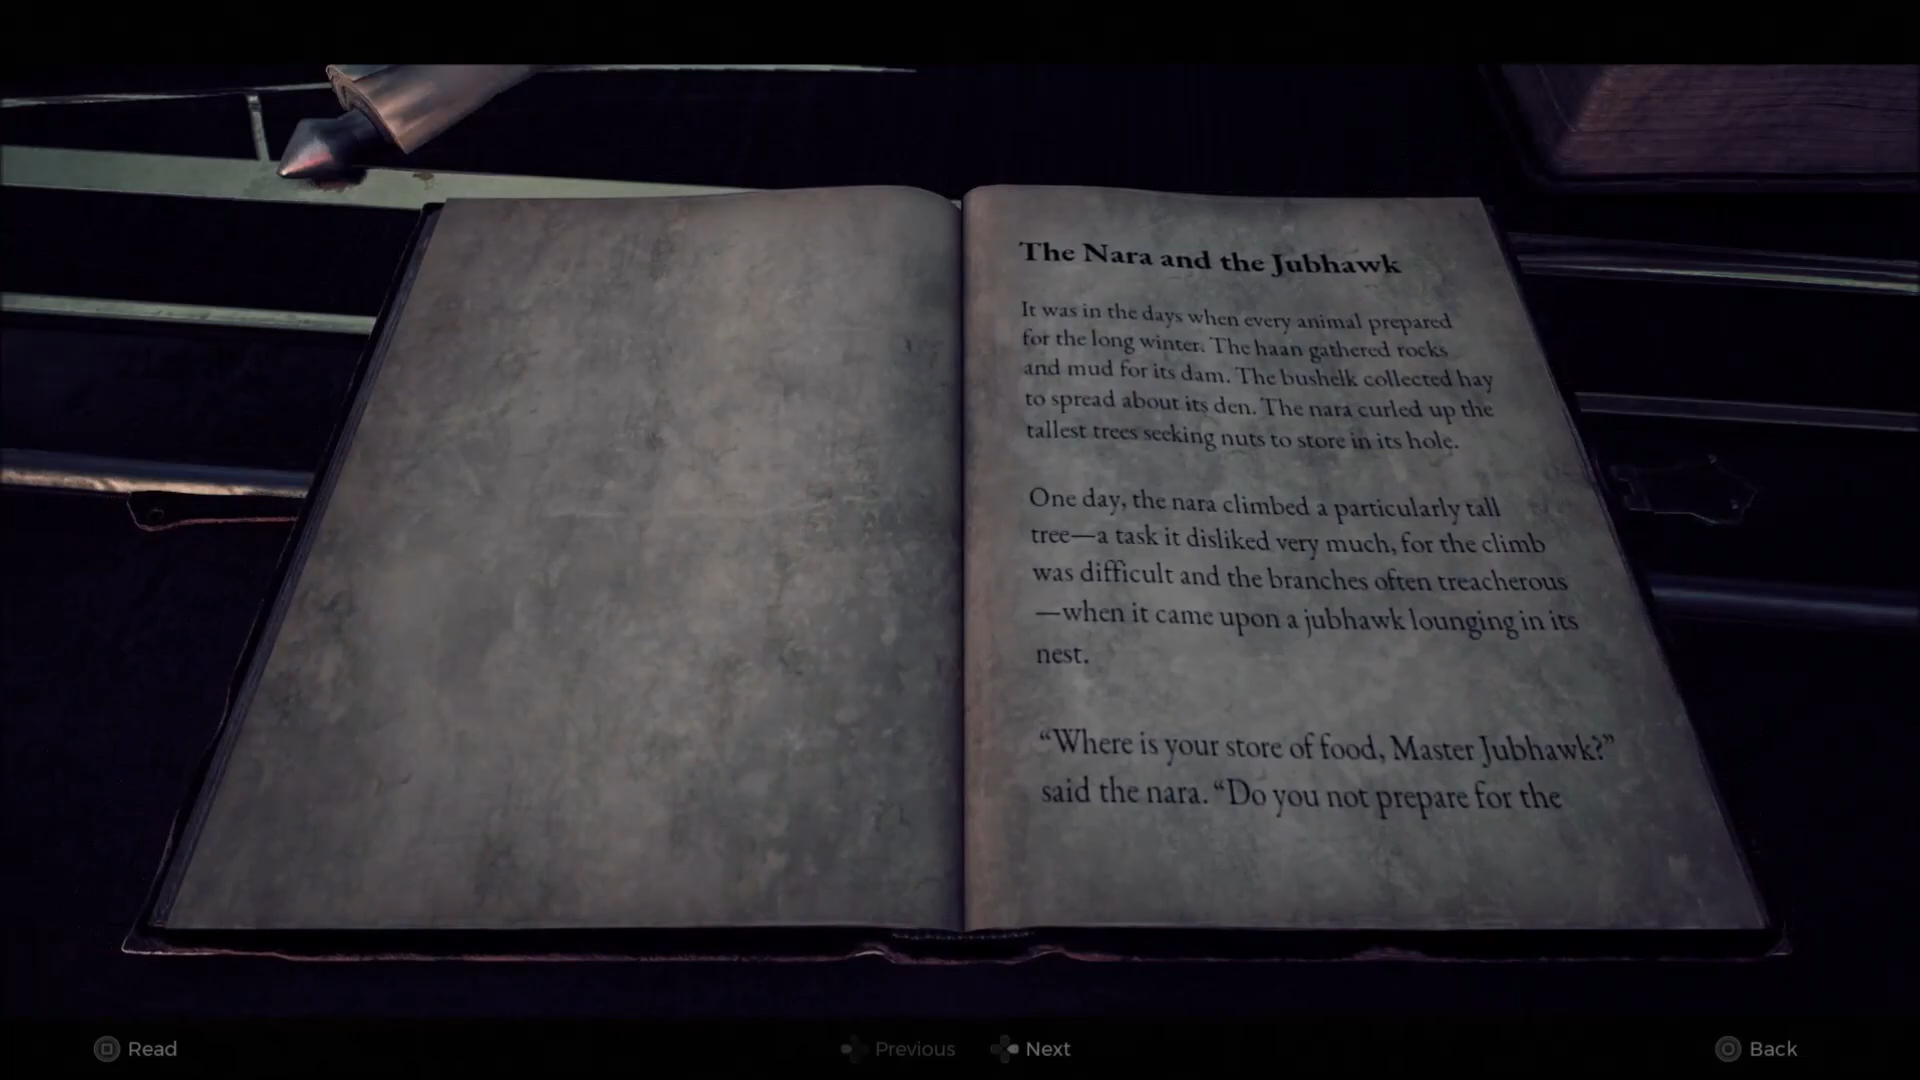 The Nara and the Jubhawk
It was in the days when every animal prepared
for the long winter. The haan gathered rocks
and mud for its dam. The bushelk collected hay
to spread about its den. The nara curled up the
tallest trees seeking nuts to store in its hole.
One day, the nara climbed a particularly tall
tree—a task it disliked very much, for the climb
was difficult and the branches often treacherous
—when it came upon a jubhawk lounging in its
nest.
“Where is your store of food, Master Jubhawk?”
said the nara. “Do you not prepare for the
Read
Previous
Next
Back